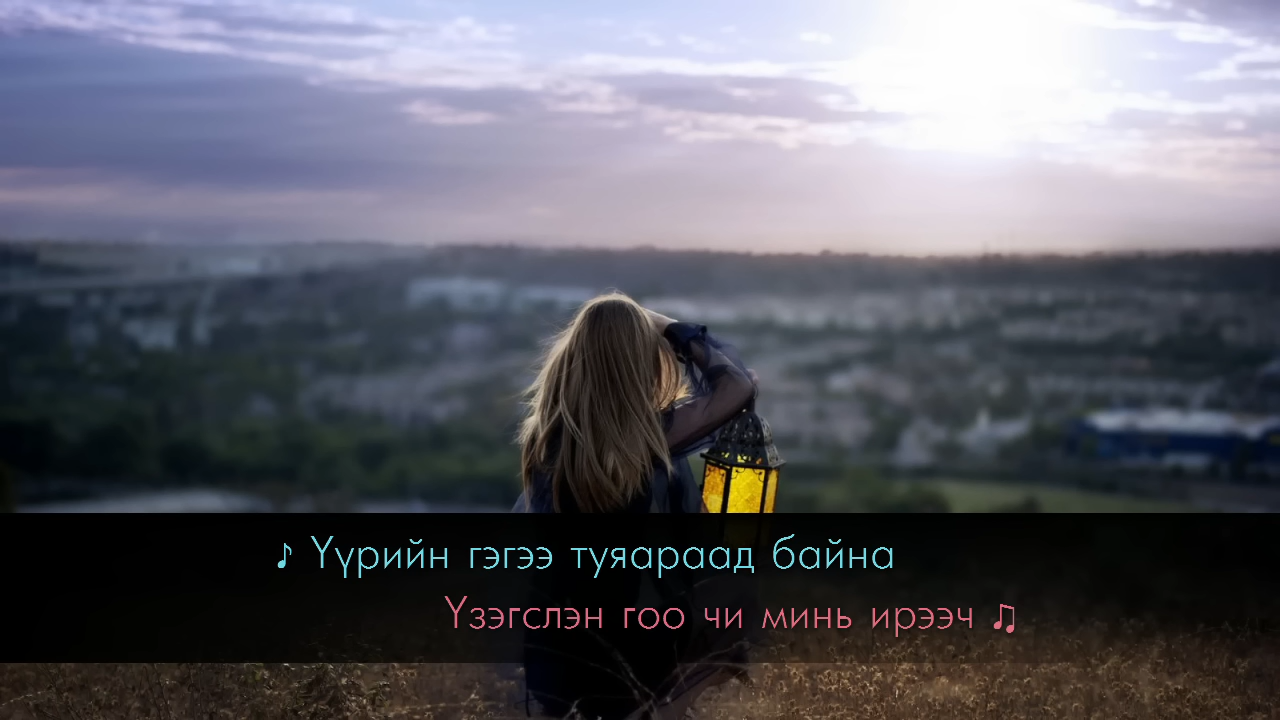 ♪ Үүрийн гэгээ туяараад байна
Үзэгслэн гоо чи минь ирээч ♫